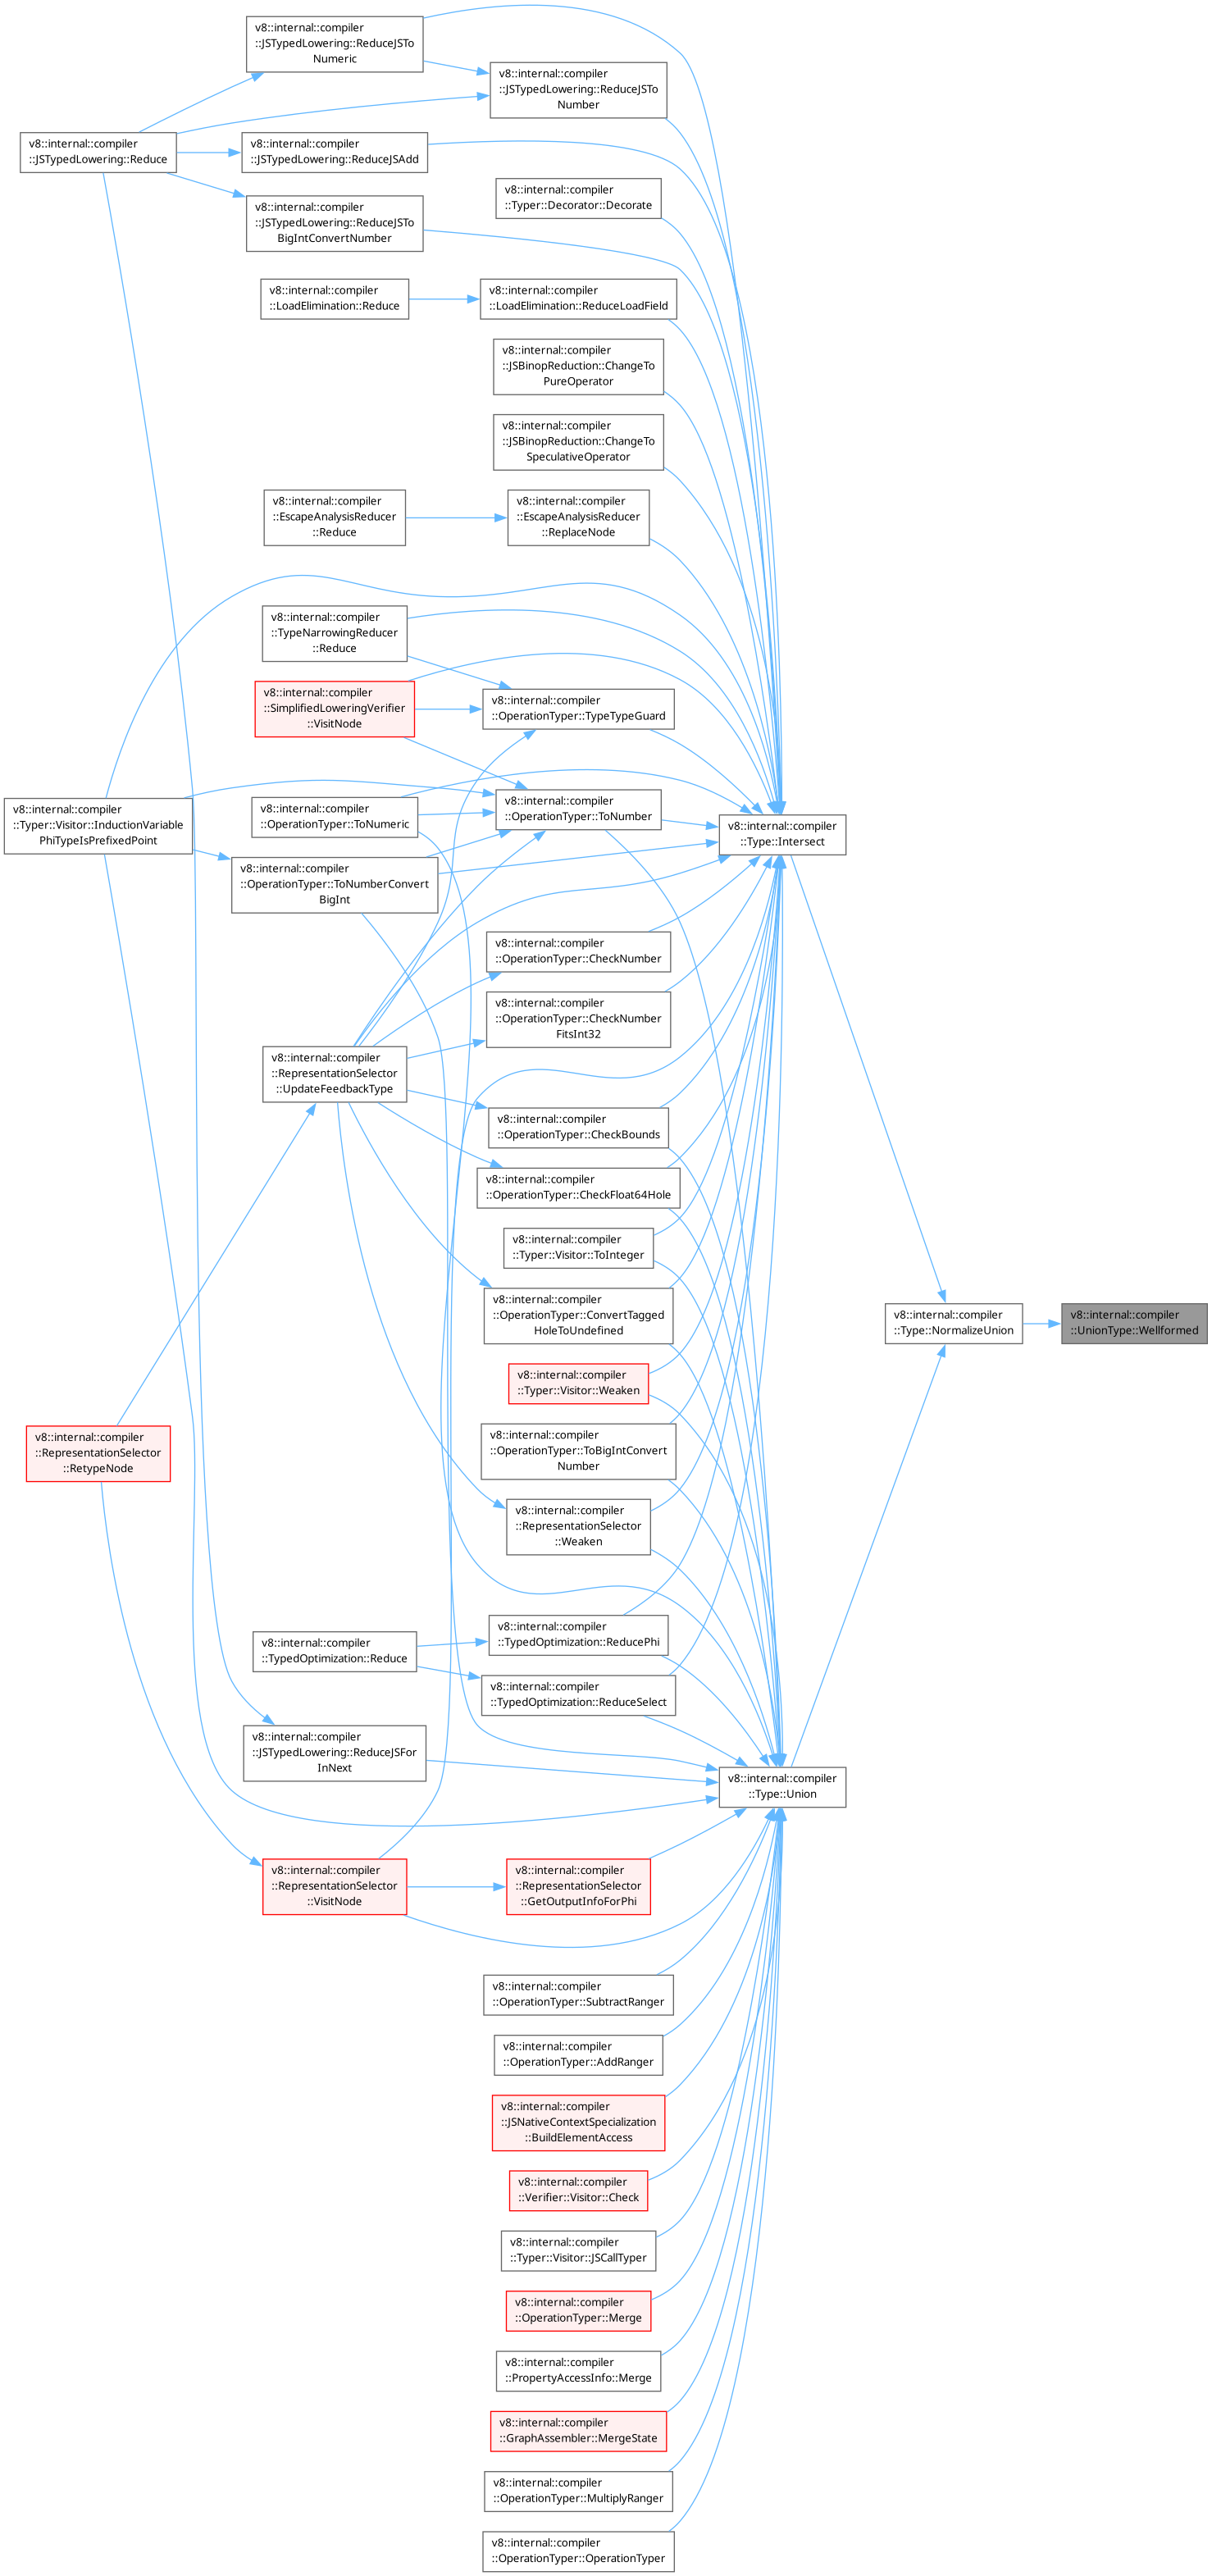 v8::internal::compiler
::JSTypedLowering::ReduceJSTo
Numeric
v8::internal::compiler
::JSTypedLowering::ReduceJSTo
Number
v8::internal::compiler
::JSTypedLowering::Reduce
v8::internal::compiler
::JSTypedLowering::ReduceJSAdd
v8::internal::compiler
::Typer::Decorator::Decorate
v8::internal::compiler
::JSTypedLowering::ReduceJSTo
BigIntConvertNumber
v8::internal::compiler
::LoadElimination::Reduce
v8::internal::compiler
::LoadElimination::ReduceLoadField
v8::internal::compiler
::JSBinopReduction::ChangeTo
PureOperator
v8::internal::compiler
::JSBinopReduction::ChangeTo
SpeculativeOperator
v8::internal::compiler
::EscapeAnalysisReducer
::Reduce
v8::internal::compiler
::EscapeAnalysisReducer
::ReplaceNode
v8::internal::compiler
::TypeNarrowingReducer
::Reduce
v8::internal::compiler
::SimplifiedLoweringVerifier
::VisitNode
v8::internal::compiler
::OperationTyper::TypeTypeGuard
v8::internal::compiler
::Typer::Visitor::InductionVariable
PhiTypeIsPrefixedPoint
v8::internal::compiler
::OperationTyper::ToNumeric
v8::internal::compiler
::OperationTyper::ToNumber
v8::internal::compiler
::Type::Intersect
v8::internal::compiler
::OperationTyper::ToNumberConvert
BigInt
v8::internal::compiler
::OperationTyper::CheckNumber
v8::internal::compiler
::OperationTyper::CheckNumber
FitsInt32
v8::internal::compiler
::RepresentationSelector
::UpdateFeedbackType
v8::internal::compiler
::OperationTyper::CheckBounds
v8::internal::compiler
::OperationTyper::CheckFloat64Hole
v8::internal::compiler
::Typer::Visitor::ToInteger
v8::internal::compiler
::OperationTyper::ConvertTagged
HoleToUndefined
v8::internal::compiler
::Type::NormalizeUnion
v8::internal::compiler
::UnionType::Wellformed
v8::internal::compiler
::Typer::Visitor::Weaken
v8::internal::compiler
::RepresentationSelector
::RetypeNode
v8::internal::compiler
::OperationTyper::ToBigIntConvert
Number
v8::internal::compiler
::RepresentationSelector
::Weaken
v8::internal::compiler
::TypedOptimization::Reduce
v8::internal::compiler
::TypedOptimization::ReducePhi
v8::internal::compiler
::TypedOptimization::ReduceSelect
v8::internal::compiler
::JSTypedLowering::ReduceJSFor
InNext
v8::internal::compiler
::Type::Union
v8::internal::compiler
::RepresentationSelector
::VisitNode
v8::internal::compiler
::RepresentationSelector
::GetOutputInfoForPhi
v8::internal::compiler
::OperationTyper::SubtractRanger
v8::internal::compiler
::OperationTyper::AddRanger
v8::internal::compiler
::JSNativeContextSpecialization
::BuildElementAccess
v8::internal::compiler
::Verifier::Visitor::Check
v8::internal::compiler
::Typer::Visitor::JSCallTyper
v8::internal::compiler
::OperationTyper::Merge
v8::internal::compiler
::PropertyAccessInfo::Merge
v8::internal::compiler
::GraphAssembler::MergeState
v8::internal::compiler
::OperationTyper::MultiplyRanger
v8::internal::compiler
::OperationTyper::OperationTyper